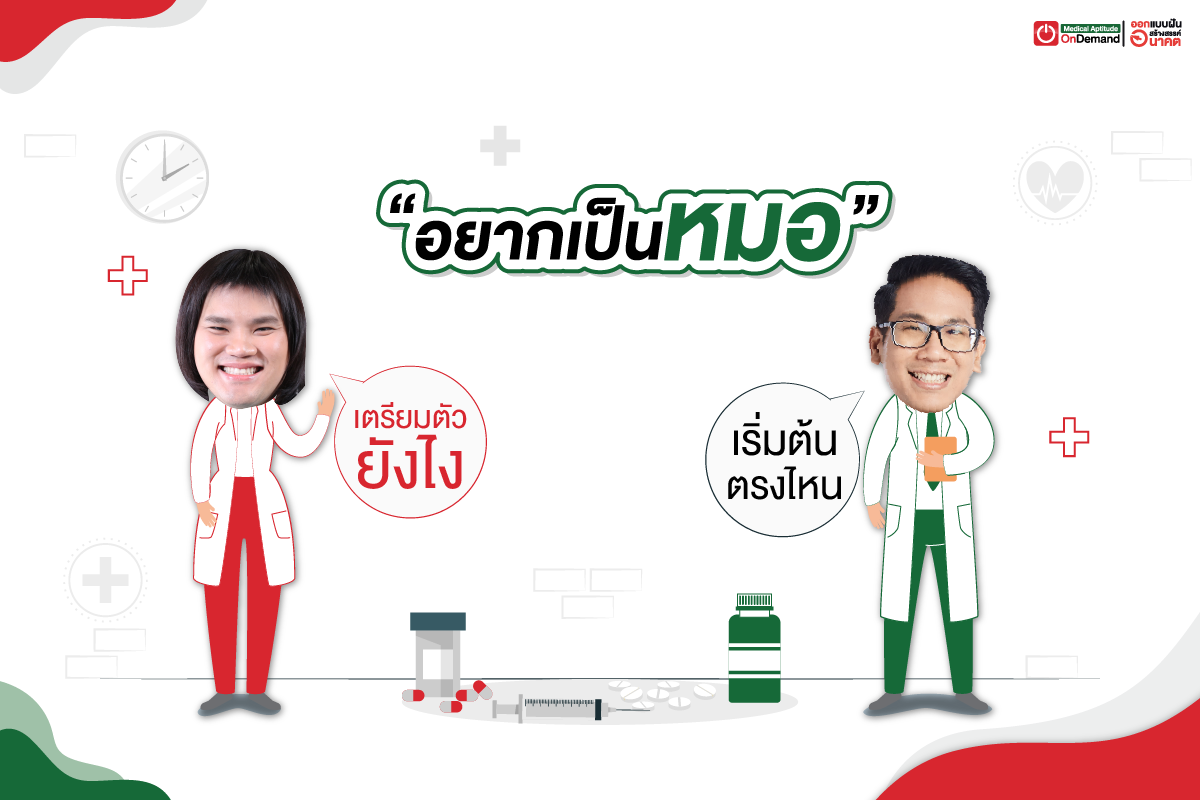 Medical Aptitude
OnDemand
ออกแบบฝัน
สร้างสรรค์
อนาคต
“อยากเป็นหมอ”
เตรียมตัว
ยังไง
เริ่มต้น
ตรงไหน